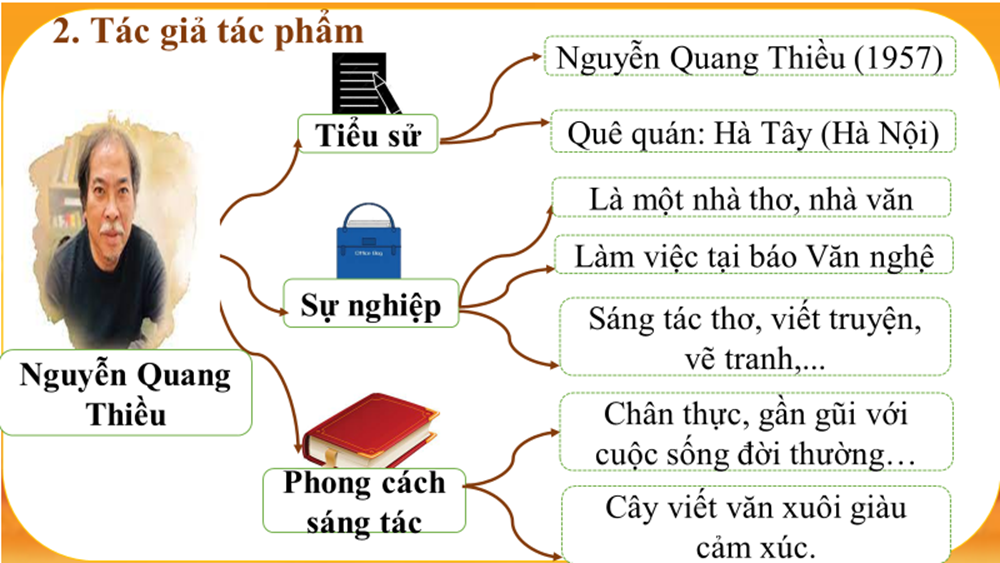 2. Tác giả tác phẩm
Nguyễn Quang
Thiều
Tiểu sử
Nguyễn Quang Thiều (1957)
Quê quán: Hà Tây (Hà Nội)
Office Bag
Sự nghiệp
Là một nhà thơ, nhà văn
Làm việc tại báo Văn nghệ
Sáng tác thơ, viết truyện,
vẽ tranh,...
Phong cách
sáng tác
Chân thực, gần gũi với
cuộc sống đời thường…
Cây viết văn xuôi giàu
cảm xúc.